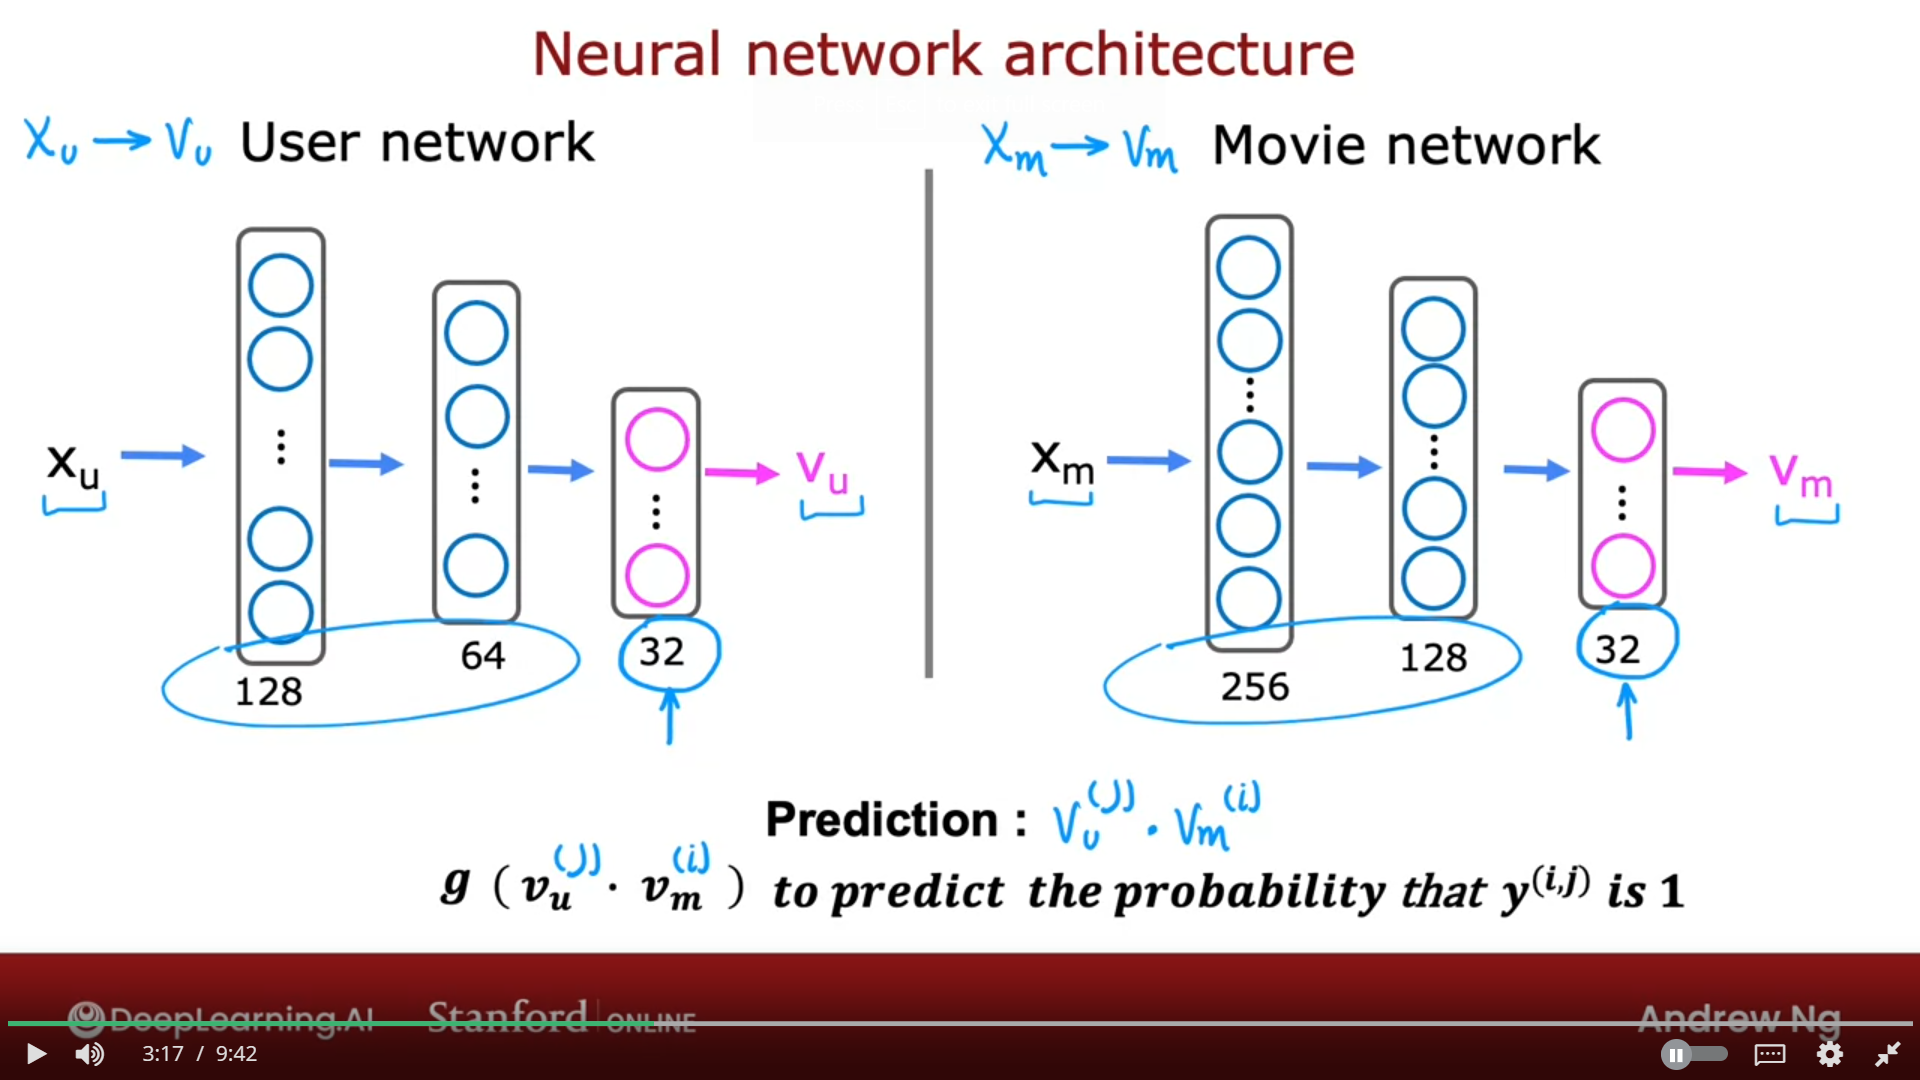 Neural network architecture
Xu → Vu User network
Xm → Vm Movie network
xu
vu
128
64
32
xm
vm
256
128
32
Prediction : Vu(j) · Vm(i)
g ( vu(j) · vm(i) ) to predict the probability that y(i,j) is 1
DeepLearning.AI Stanford ONLINE Andrew Ng
3:17 / 9:42